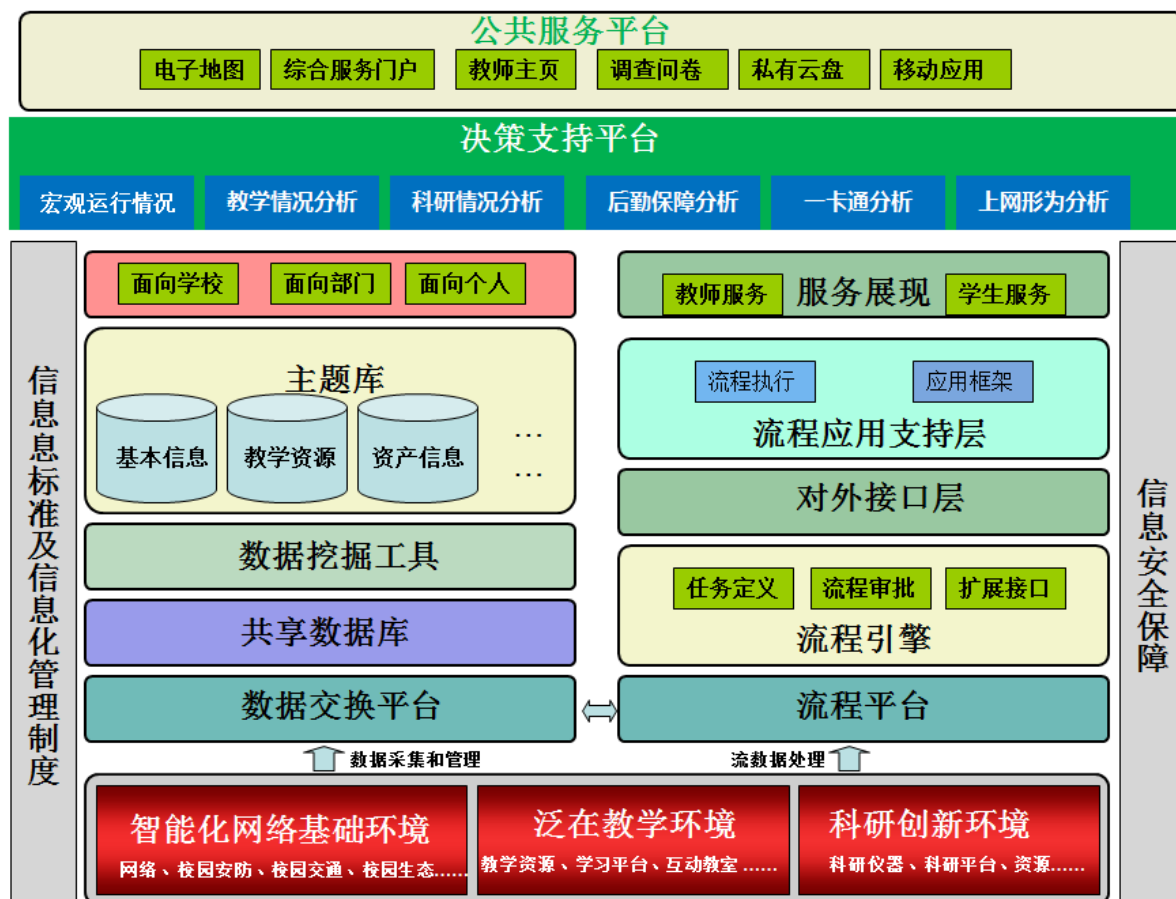 公共服务平台
电子地图 综合服务门户 教师主页 调查问卷 私有云盘 移动应用
决策支持平台
宏观运行情况 教学情况分析 科研情况分析 后勤保障分析 一卡通分析 上网形为分析
信息息标准及信息化管理制度
面向学校 面向部门 面向个人
主题库
基本信息 教学资源 资产信息 …
…
数据挖掘工具
共享数据库
数据交换平台
教师服务 服务展现 学生服务
流程执行 应用框架
流程应用支持层
对外接口层
任务定义 流程审批 扩展接口
流程引擎
流程平台
信息安全保障
数据采集和管理 流数据处理
智能化网络基础环境
网络、校园安防、校园交通、校园生态......
泛在教学环境
教学资源、学习平台、互动教室 ......
科研创新环境
科研仪器、科研平台、资源......